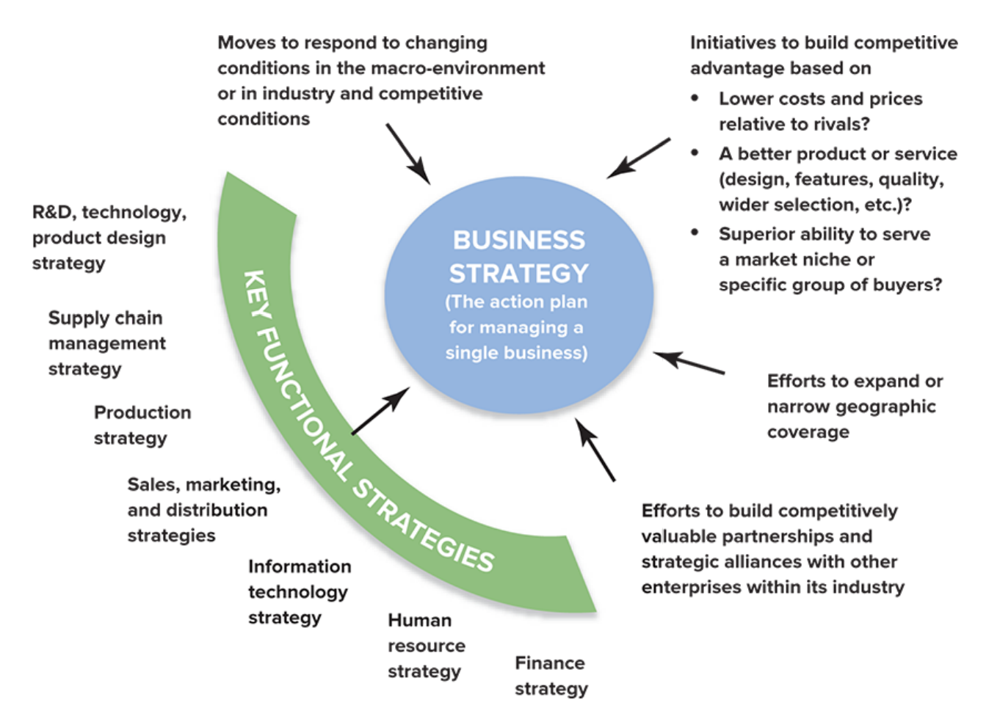 Moves to respond to changing
conditions in the macro-environment
or in industry and competitive
conditions
Initiatives to build competitive
advantage based on
• Lower costs and prices
relative to rivals?
• A better product or service
(design, features, quality,
wider selection, etc.)?
• Superior ability to serve
a market niche or
specific group of buyers?
BUSINESS
STRATEGY
(The action plan
for managing a
single business)
Efforts to expand or
narrow geographic
coverage
Efforts to build competitively
valuable partnerships and
strategic alliances with other
enterprises within its industry
KEY FUNCTIONAL STRATEGIES
R&D, technology,
product design
strategy
Supply chain
management
strategy
Production
strategy
Sales, marketing,
and distribution
strategies
Information
technology
strategy
Human
resource
strategy
Finance
strategy